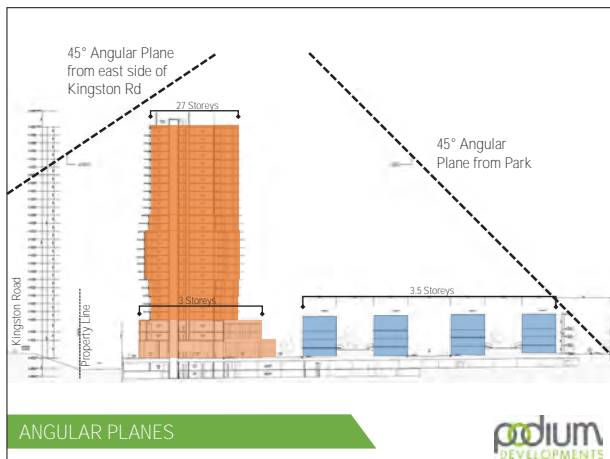 45° Angular Plane
from east side of
Kingston Rd
27 Storeys
45° Angular
Plane from Park
3 Storeys
3.5 Storeys
Kingston Road
Property Line
ANGULAR PLANES
podium
DEVELOPMENTS